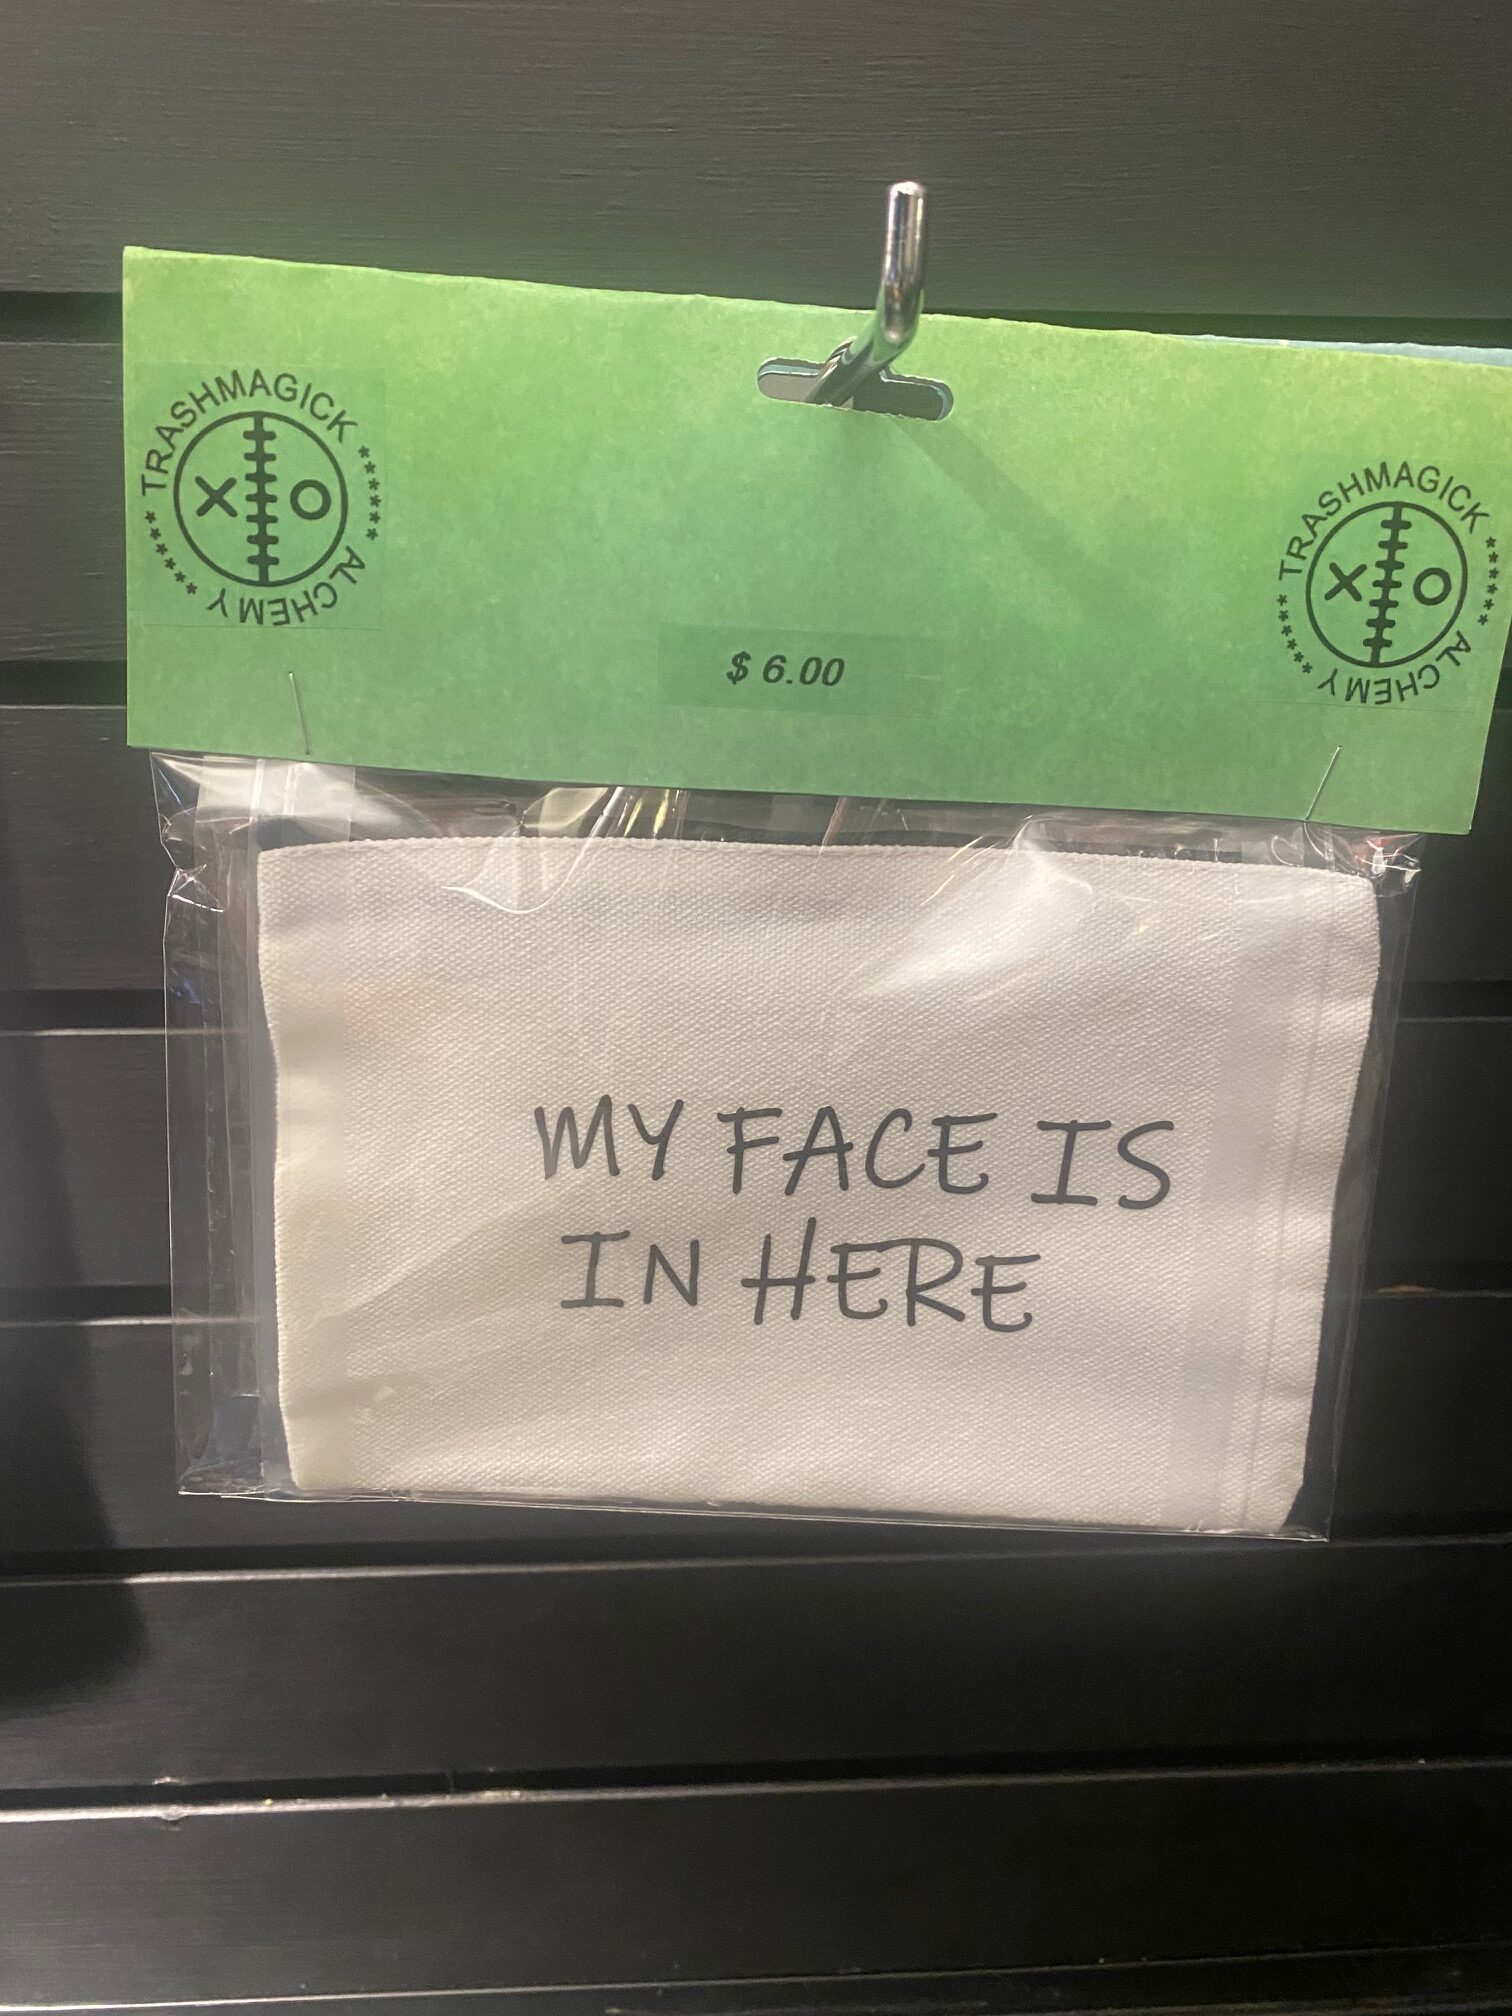 TRASHMAGICK
****** ALCHEMY ******
X O
TRASHMAGICK
****** ALCHEMY ******
X O
$ 6.00
MY FACE IS
IN HERE